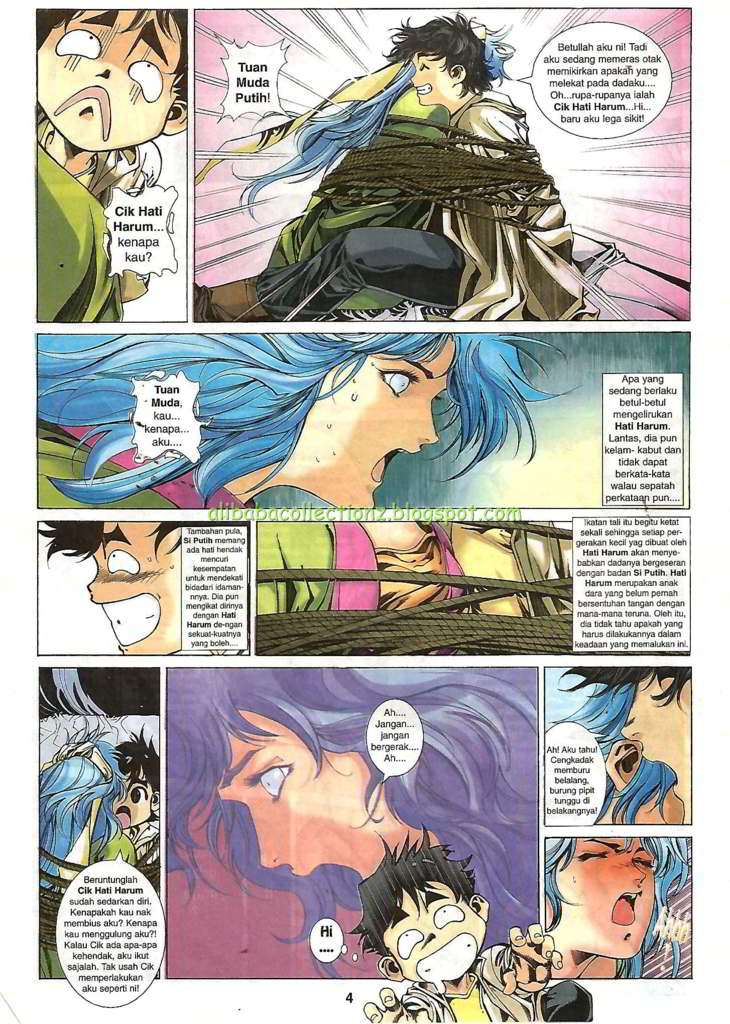 Tuan
Muda
Putih!
Betullah aku ni! Tadi
aku sedang memeras otak
memikirkan apakah yang
melekat pada dadaku....
Oh...rupa-rupanya ialah
Cik Hati Harum...Hi...
baru aku lega sikit!
Cik Hati
Harum...
kenapa
kau?
Tuan
Muda,
kau...
kenapa...
aku....
Apa yang
sedang berlaku
betul-betul
mengelirukan
Hati Harum.
Lantas, dia pun
kelam- kabut dan
tidak dapat
berkata-kata
walau sepatah
perkataan pun....
alibabacollectionz.blogspot.com
Tambahan pula,
Si Putih memang
ada hati hendak
mencuri
kesempatan
untuk mendekati
bidadari idaman-
nnya. Dia pun
mengikat dirinya
dengan Hati
Harum de-ngan
sekuat-kuatnya
yang boleh,...
Ikatan tali itu begitu ketat
sekali sehingga setiap per-
gerakan kecil yag dibuat oleh
Hati Harum akan menye-
babkan dadanya bergeseran
dengan badan Si Putih. Hati
Harum merupakan anak
dara yang belum pernah
bersentuhan tangan dengan
mana-mana teruna. Oleh itu,
dia tidak tahu apakah yang
harus dilakukannya dalam
keadaan yang memalukan ini.
Beruntunglah
Cik Hati Harum
sudah sedarkan diri.
Kenapakah kau nak
membius aku? Kenapa
kau menggulung aku?!
Kalau Cik ada apa-apa
kehendak, aku ikut
sajalah. Tak usah Cik
memperlakukan
aku seperti ni!
Ah....
Jangan...
jangan
bergerak....
Ah....
Hi
....
Ah! Aku tahu!
Cengkadak
memburu
belalang,
burung pipit
tunggu di
belakangnya!
4